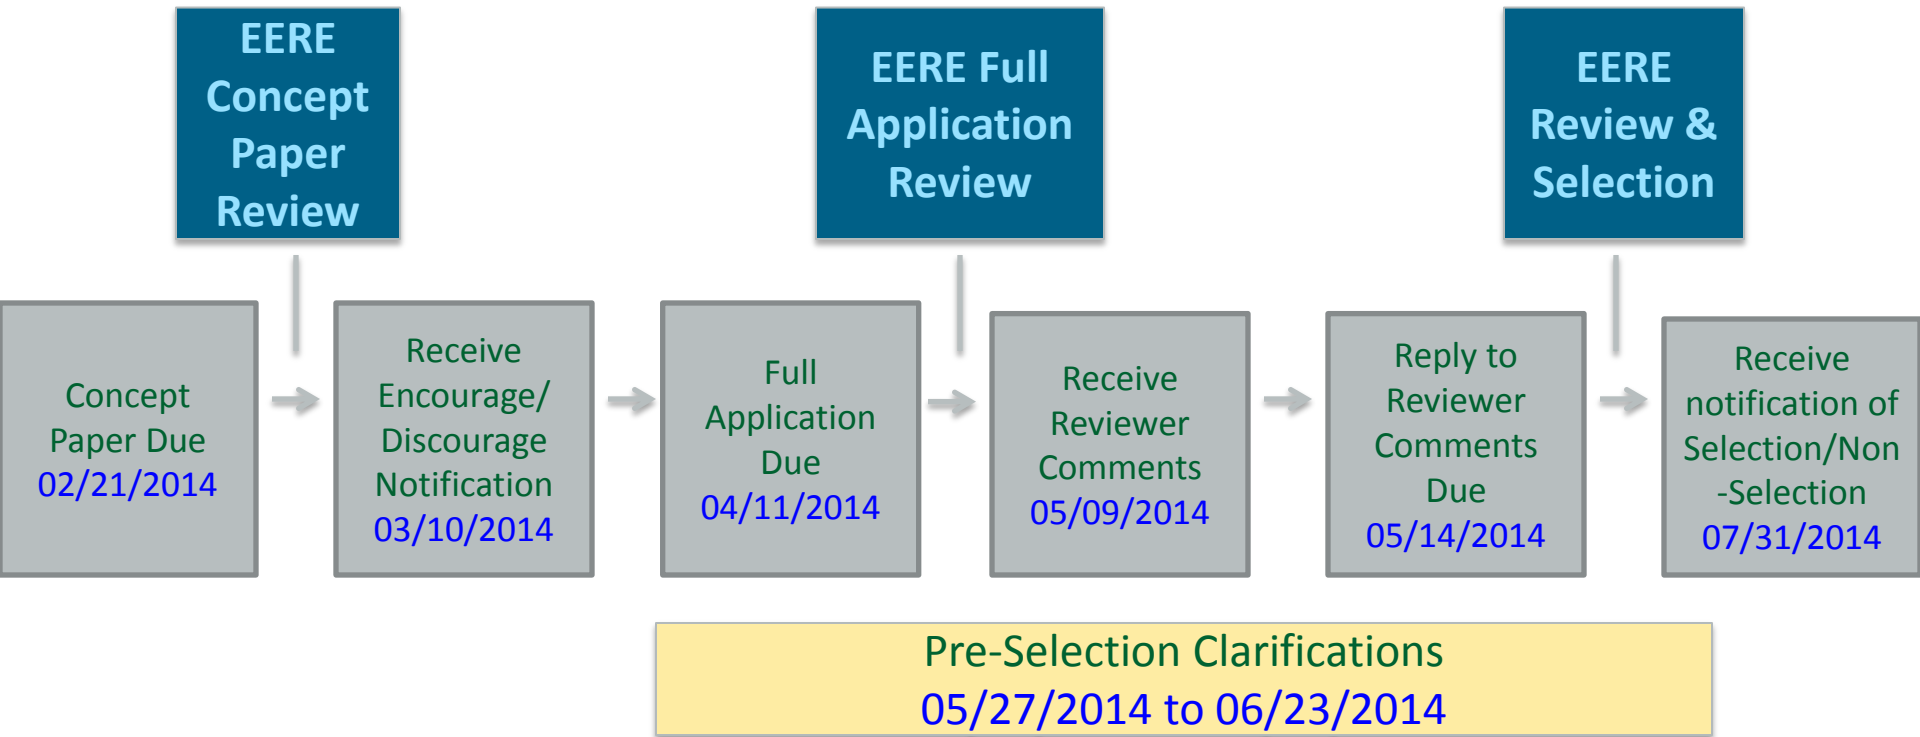 EERE
Concept
Paper
Review
EERE Full
Application
Review
EERE
Review &
Selection
Concept
Paper Due
02/21/2014
Receive
Encourage/
Discourage
Notification
03/10/2014
Full
Application
Due
04/11/2014
Receive
Reviewer
Comments
05/09/2014
Reply to
Reviewer
Comments
Due
05/14/2014
Receive
notification of
Selection/Non
-Selection
07/31/2014
Pre-Selection Clarifications
05/27/2014 to 06/23/2014